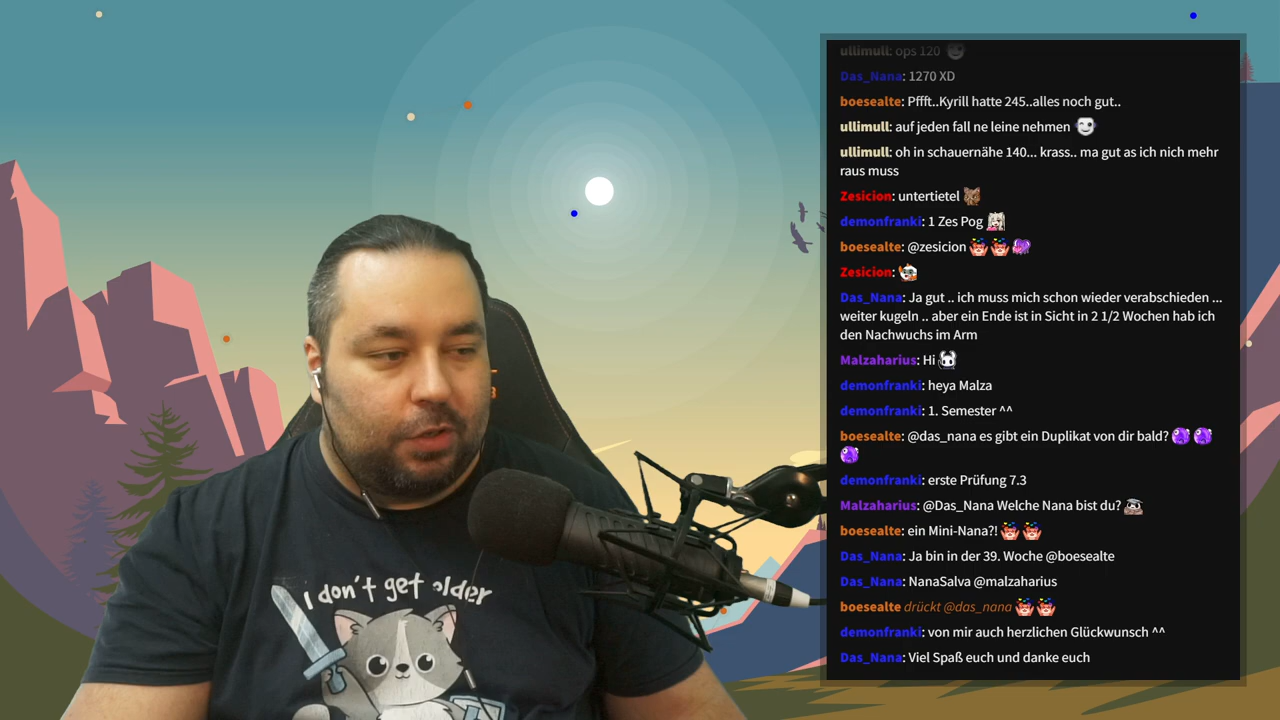 ullimull: ops 120
Das_Nana: 1270 XD
boesealte: Pffft..Kyrill hatte 245..alles noch gut..
ullimull: auf jeden fall ne leine nehmen
ullimull: oh in schauernähe 140... krass.. ma gut as ich nich mehr
raus muss
Zesicion: untertietel
demonfranki: 1 Zes Pog
boesealte: @zesicion
Zesicion:
Das_Nana: Ja gut .. ich muss mich schon wieder verabschieden ...
weiter kugeln .. aber ein Ende ist in Sicht in 2 1/2 Wochen hab ich
den Nachwuchs im Arm
Malzaharius: Hi
demonfranki: heya Malza
demonfranki: 1. Semester ^^
boesealte: @das_nana es gibt ein Duplikat von dir bald?
demonfranki: erste Prüfung 7.3
Malzaharius: @Das_Nana Welche Nana bist du?
boesealte: ein Mini-Nana?!
Das_Nana: Ja bin in der 39. Woche @boesealte
Das_Nana: NanaSalva @malzaharius
boesealte drückt @das_nana
demonfranki: von mir auch herzlichen Glückwunsch ^^
Das_Nana: Viel Spaß euch und danke euch
I don't get older